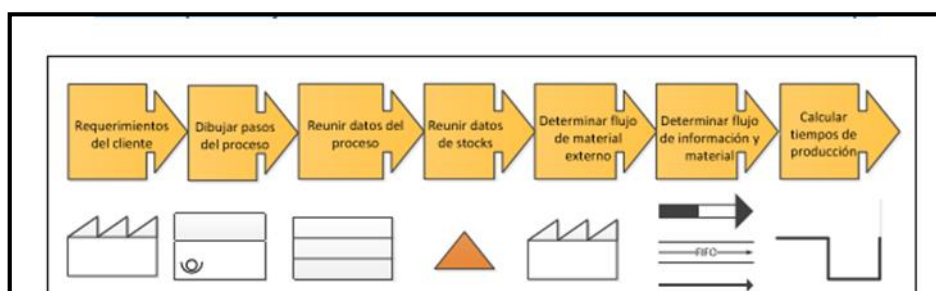 Requerimientos
del cliente
Dibujar pasos
del proceso
Reunir datos del
proceso
Reunir datos
de stocks
Determinar flujo
de material
externo
Determinar flujo
de información y
material
Calcular
tiempos de
producción
FIFO